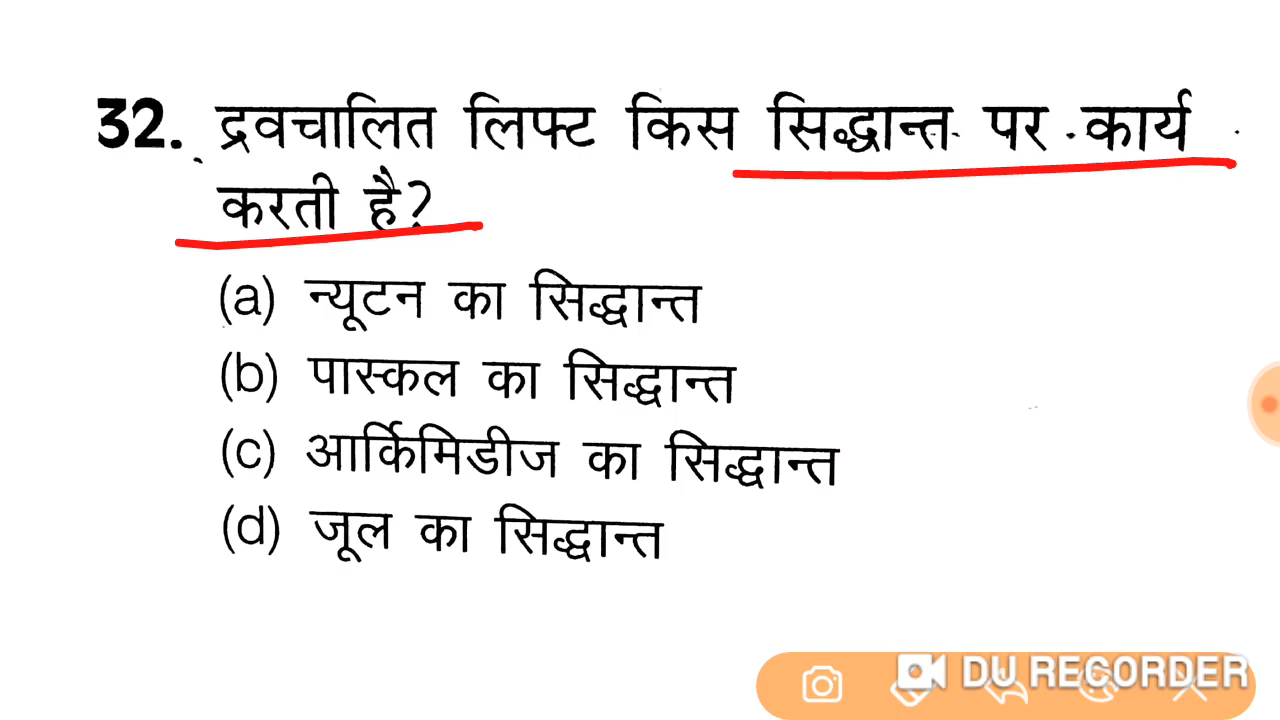 32. द्रवचालित लिफ्ट किस सिद्धान्त पर कार्य
करती है?
(a) न्यूटन का सिद्धान्त
(b) पास्कल का सिद्धान्त
(c) आर्किमिडीज का सिद्धान्त
(d) जूल का सिद्धान्त
DU RECORDER